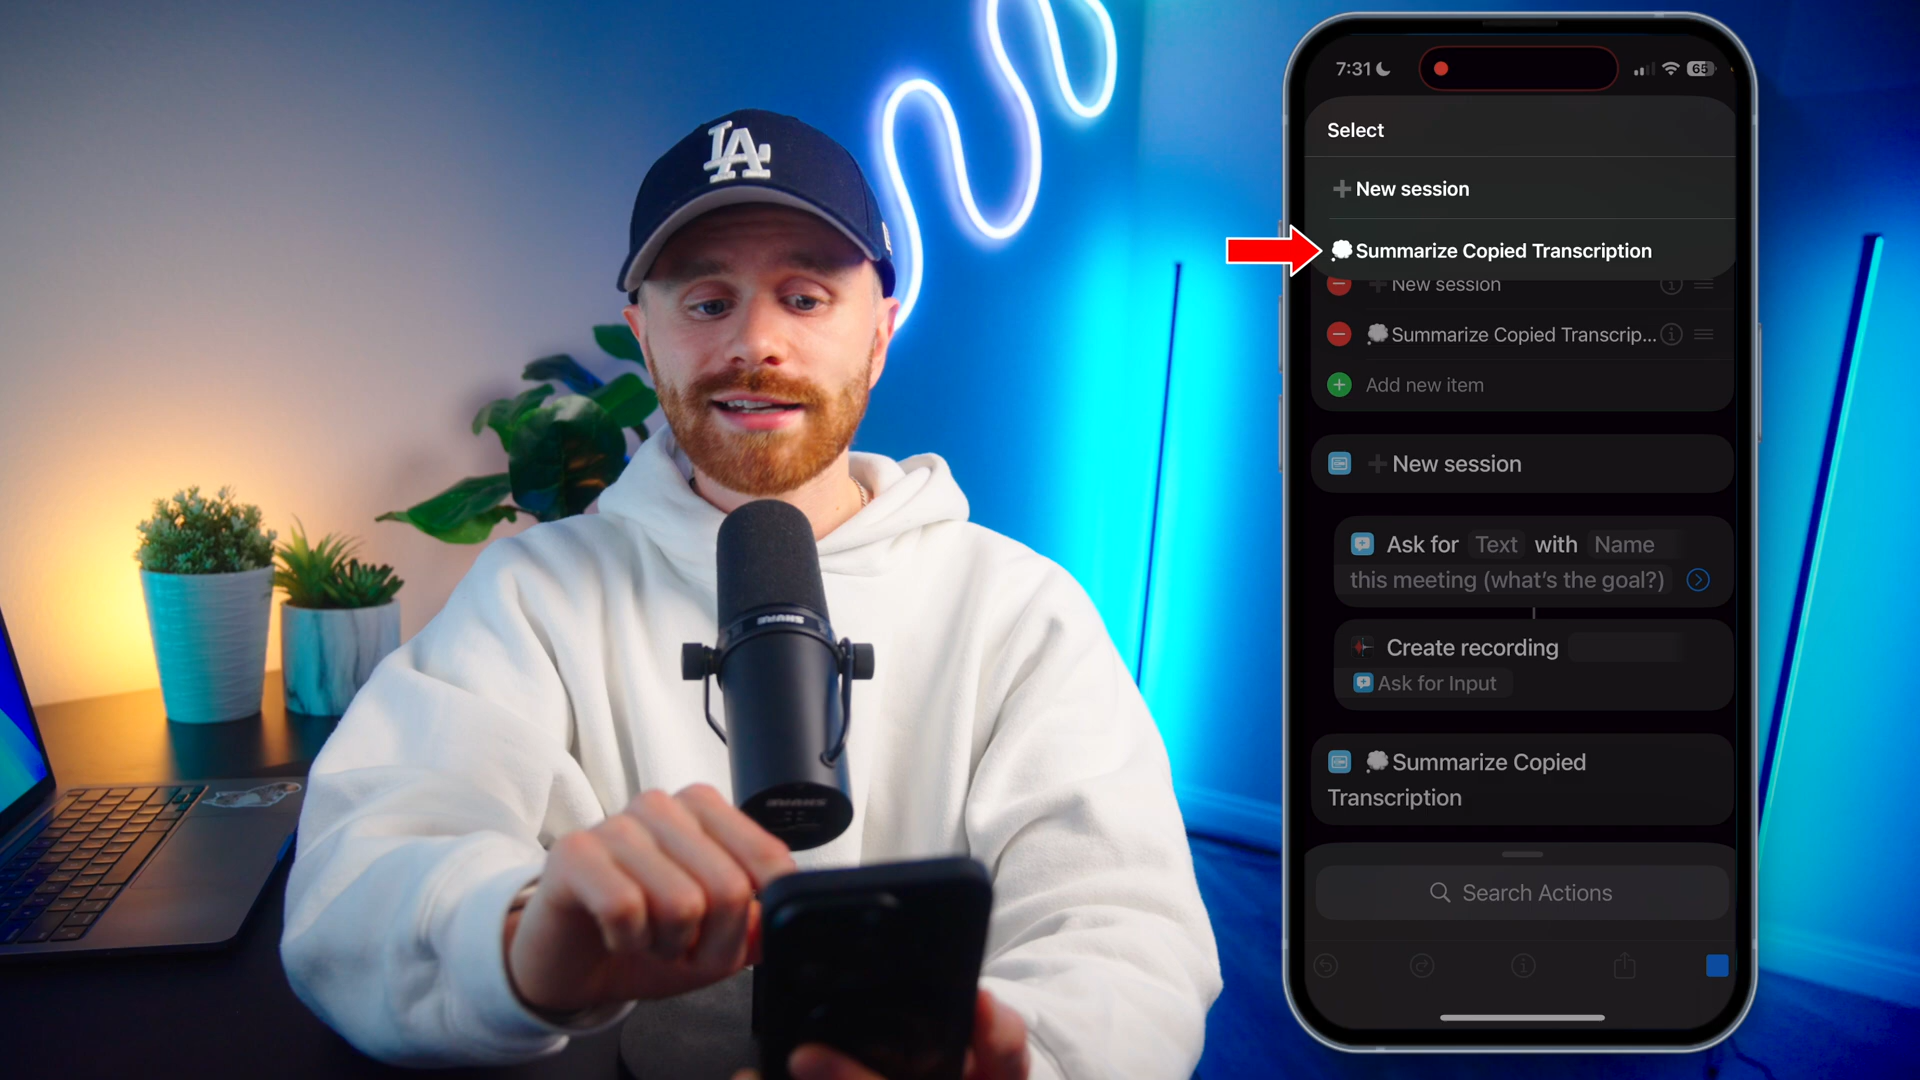 LA
SHURE
SHURE
7:31
65
Select
New session
Summarize Copied Transcription
New session
Summarize Copied Transcrip...
Add new item
New session
Ask for Text with Name
this meeting (what's the goal?)
Create recording
Ask for Input
Summarize Copied
Transcription
Search Actions